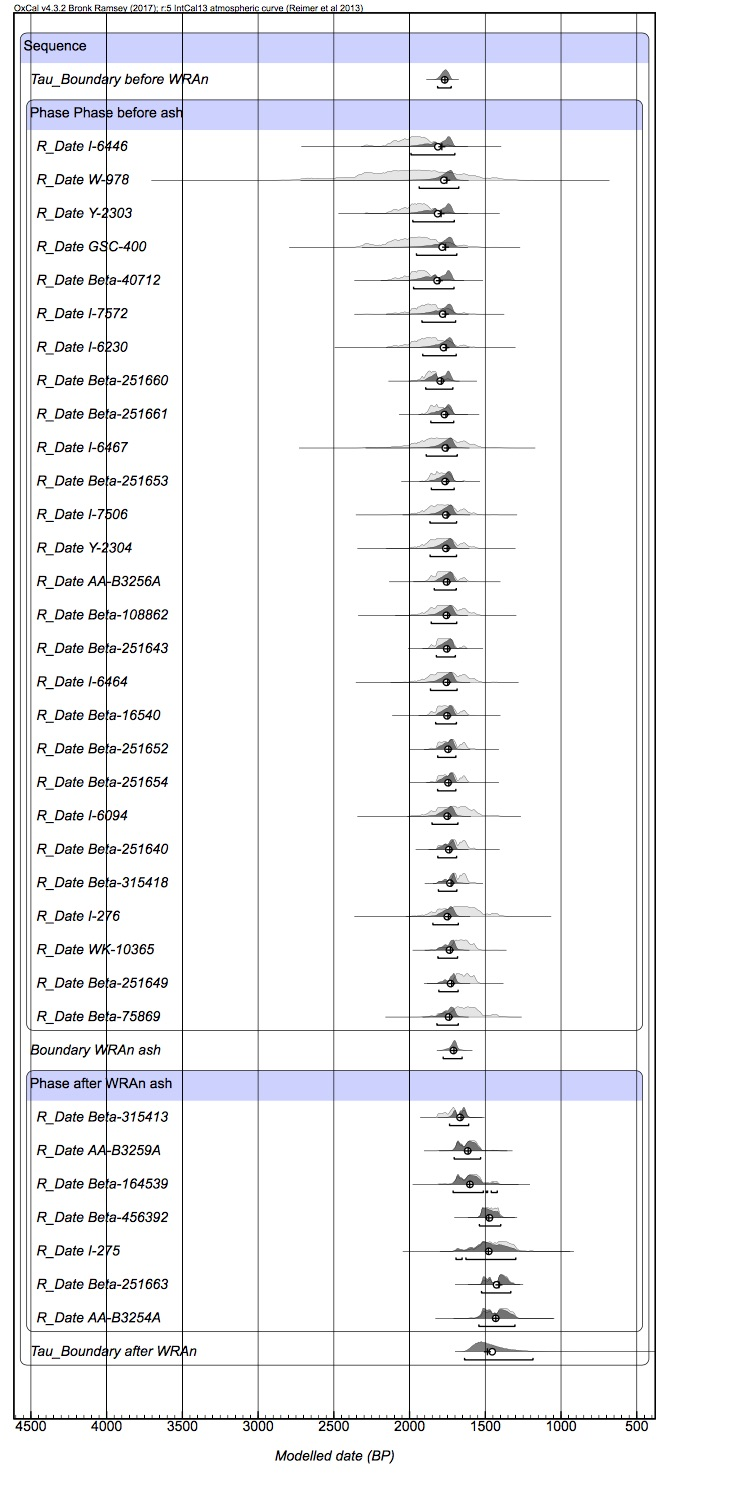 OxCal v4.3.2 Bronk Ramsey (2017); r:5 IntCal13 atmospheric curve (Reimer et al 2013)
Sequence
Tau_Boundary before WRAn
Phase Phase before ash
R_Date I-6446
R_Date W-978
R_Date Y-2303
R_Date GSC-400
R_Date Beta-40712
R_Date I-7572
R_Date I-6230
R_Date Beta-251660
R_Date Beta-251661
R_Date I-6467
R_Date Beta-251653
R_Date I-7506
R_Date Y-2304
R_Date AA-B3256A
R_Date Beta-108862
R_Date Beta-251643
R_Date I-6464
R_Date Beta-16540
R_Date Beta-251652
R_Date Beta-251654
R_Date I-6094
R_Date Beta-251640
R_Date Beta-315418
R_Date I-276
R_Date WK-10365
R_Date Beta-251649
R_Date Beta-75869
Boundary WRAn ash
Phase after WRAn ash
R_Date Beta-315413
R_Date AA-B3259A
R_Date Beta-164539
R_Date Beta-456392
R_Date I-275
R_Date Beta-251663
R_Date AA-B3254A
Tau_Boundary after WRAn
4500 4000 3500 3000 2500 2000 1500 1000 500
Modelled date (BP)